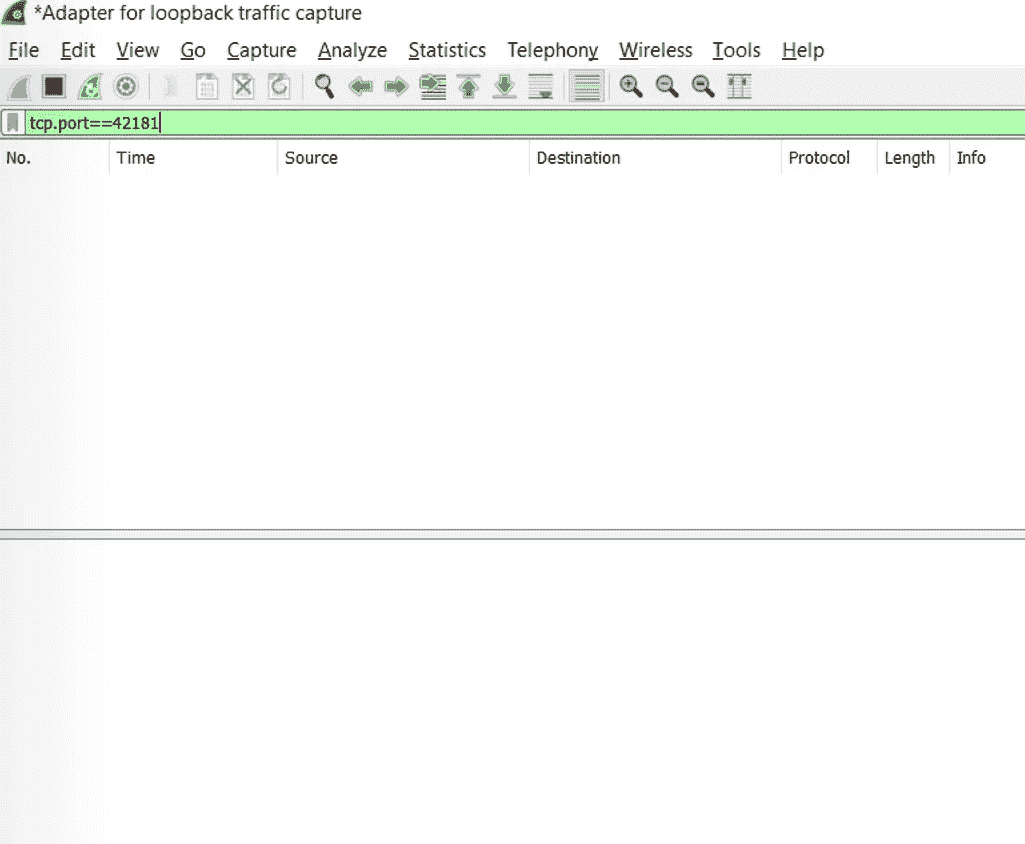 *Adapter for loopback traffic capture
File Edit View Go Capture Analyze Statistics Telephony Wireless Tools Help
tcp.port==42181
No. Time Source Destination Protocol Length Info